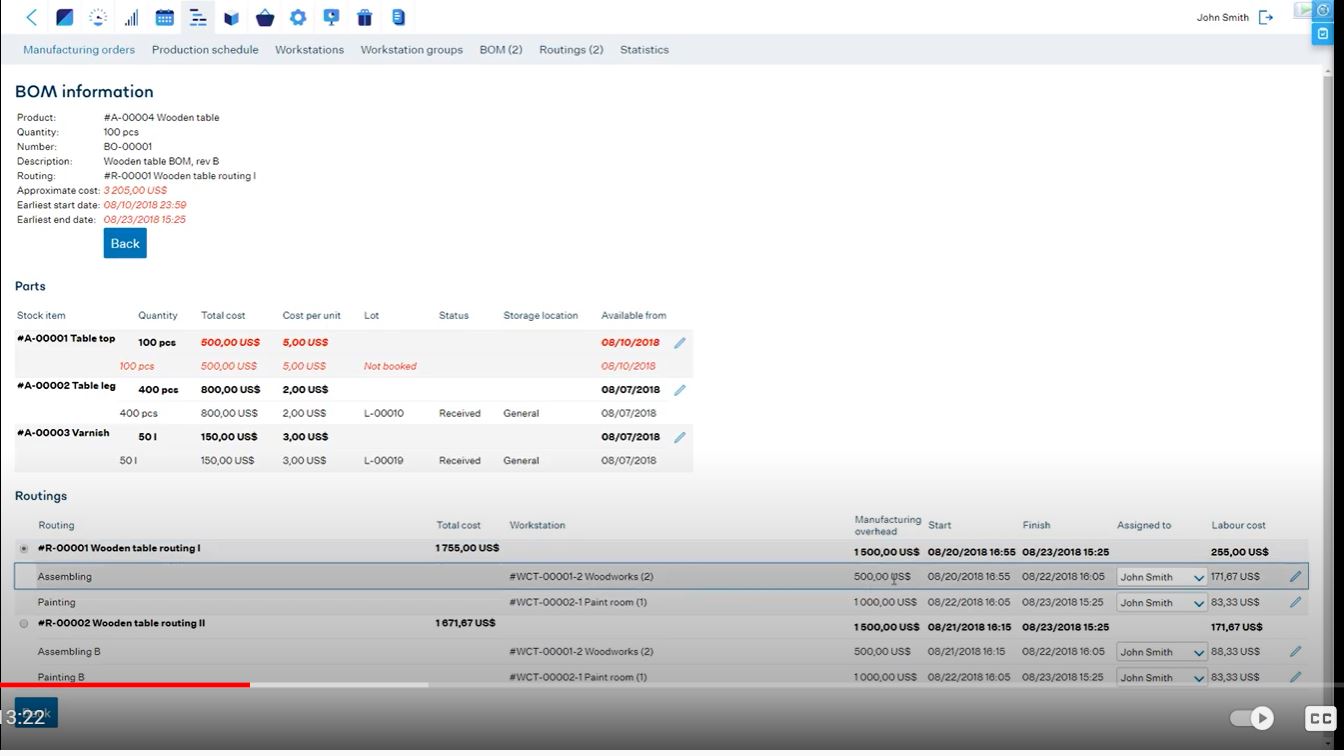 John Smith
Manufacturing orders Production schedule Workstations Workstation groups BOM (2) Routings (2) Statistics
BOM information
Product: #A-00004 Wooden table
Quantity: 100 pcs
Number: BO-00001
Description: Wooden table BOM, rev B
Routing: #R-00001 Wooden table routing I
Approximate cost: 3 205,00 US$
Earliest start date: 08/10/2018 23:59
Earliest end date: 08/23/2018 15:25
Back
Parts
Stock item Quantity Total cost Cost per unit Lot Status Storage location Available from
#A-00001 Table top 100 pcs 500,00 US$ 5,00 US$ 08/10/2018
100 pcs 500,00 US$ 5,00 US$ Not booked 08/10/2018
#A-00002 Table leg 400 pcs 800,00 US$ 2,00 US$ 08/07/2018
400 pcs 800,00 US$ 2,00 US$ L-00010 Received General 08/07/2018
#A-00003 Varnish 50 l 150,00 US$ 3,00 US$ 08/07/2018
50 l 150,00 US$ 3,00 US$ L-00019 Received General 08/07/2018
Routings
Routing Total cost Workstation Manufacturing overhead Start Finish Assigned to Labour cost
#R-00001 Wooden table routing I 1 755,00 US$ 1 500,00 US$ 08/20/2018 16:55 08/23/2018 15:25 255,00 US$
Assembling #WCT-00001-2 Woodworks (2) 500,00 US$ 08/20/2018 16:55 08/22/2018 16:05 John Smith 171,67 US$
Painting #WCT-00002-1 Paint room (1) 1 000,00 US$ 08/22/2018 16:05 08/23/2018 15:25 John Smith 83,33 US$
#R-00002 Wooden table routing II 1 671,67 US$ 1 500,00 US$ 08/21/2018 16:15 08/23/2018 15:25 171,67 US$
Assembling B #WCT-00001-2 Woodworks (2) 500,00 US$ 08/21/2018 16:15 08/22/2018 16:05 John Smith 88,33 US$
Painting B #WCT-00002-1 Paint room (1) 1 000,00 US$ 08/22/2018 16:05 08/23/2018 15:25 John Smith 83,33 US$
13:22
CC